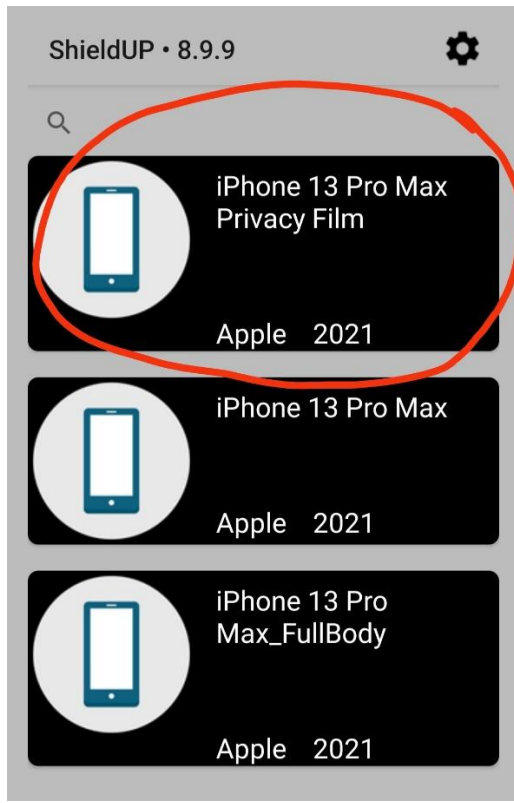 ShieldUP • 8.9.9
iPhone 13 Pro Max
Privacy Film
Apple 2021
iPhone 13 Pro Max
Apple 2021
iPhone 13 Pro
Max_FullBody
Apple 2021